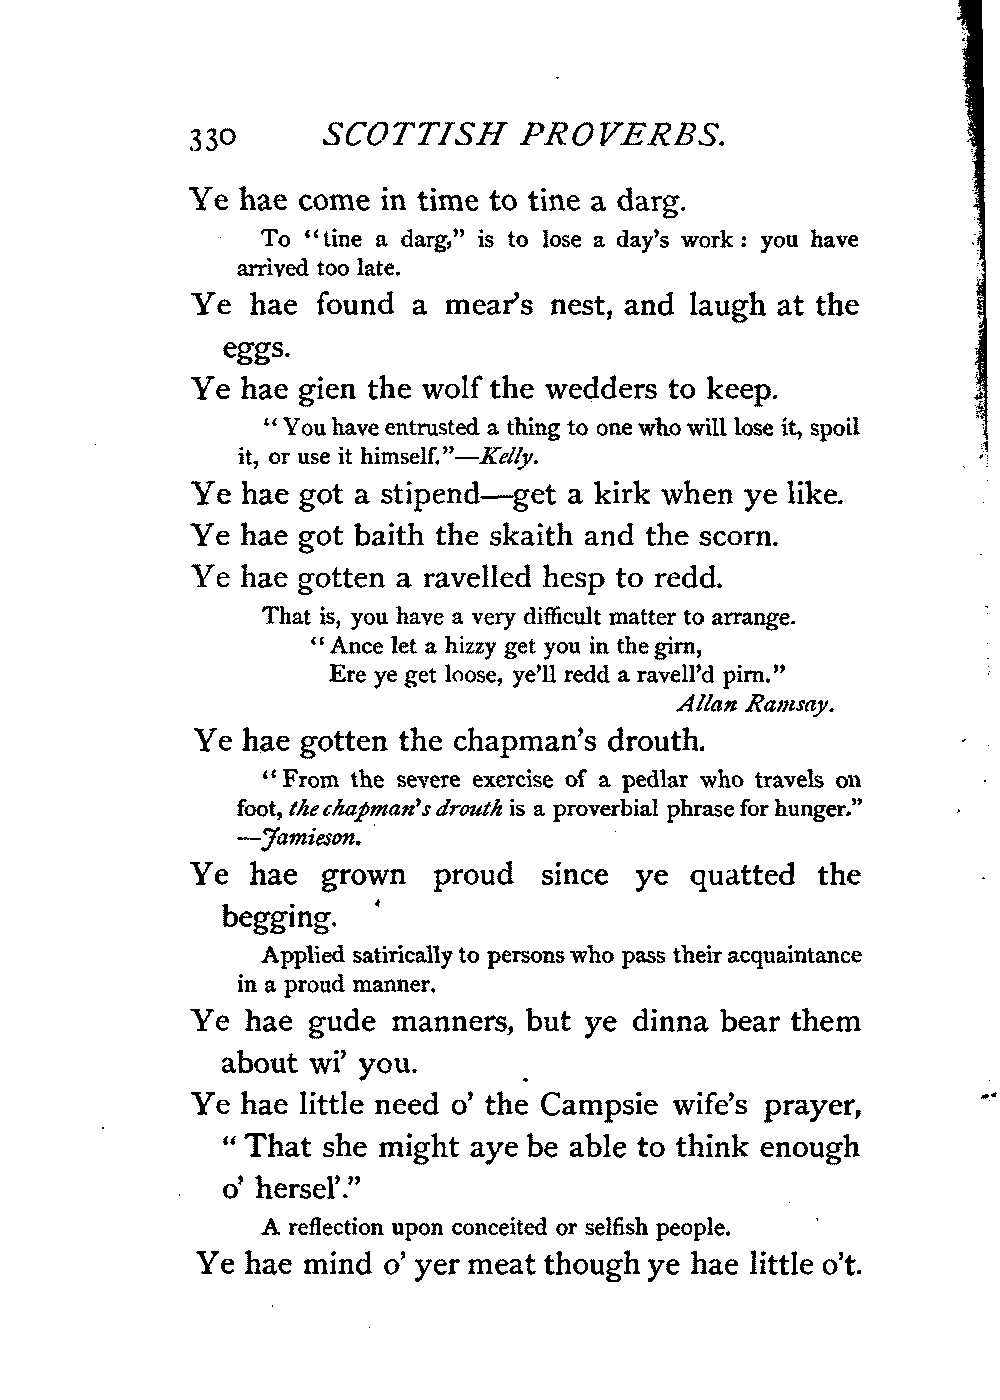 330 SCOTTISH PROVERBS.
Ye hae come in time to tine a darg.
To "tine a darg," is to lose a day's work : you have
arrived too late.
Ye hae found a mear's nest, and laugh at the
eggs.
Ye hae gien the wolf the wedders to keep.
"You have entrusted a thing to one who will lose it, spoil
it, or use it himself."—Kelly.
Ye hae got a stipend—get a kirk when ye like.
Ye hae got baith the skaith and the scorn.
Ye hae gotten a ravelled hesp to redd.
That is, you have a very difficult matter to arrange.
"Ance let a hizzy get you in the girn,
Ere ye get loose, ye'll redd a ravell'd pirn."
Allan Ramsay.
Ye hae gotten the chapman's drouth.
"From the severe exercise of a pedlar who travels on
foot, the chapman's drouth is a proverbial phrase for hunger."
—Jamieson.
Ye hae grown proud since ye quatted the
begging.
Applied satirically to persons who pass their acquaintance
in a proud manner.
Ye hae gude manners, but ye dinna bear them
about wi' you.
Ye hae little need o' the Campsie wife's prayer,
"That she might aye be able to think enough
o' hersel'."
A reflection upon conceited or selfish people.
Ye hae mind o' yer meat though ye hae little o't.